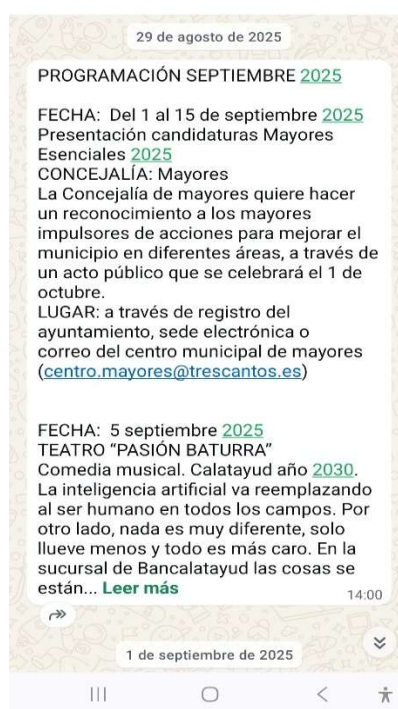 29 de agosto de 2025
PROGRAMACIÓN SEPTIEMBRE 2025
FECHA: Del 1 al 15 de septiembre 2025
Presentación candidaturas Mayores
Esenciales 2025
CONCEJALÍA: Mayores
La Concejalía de mayores quiere hacer
un reconocimiento a los mayores
impulsores de acciones para mejorar el
municipio en diferentes áreas, a través de
un acto público que se celebrará el 1 de
octubre.
LUGAR: a través de registro del
ayuntamiento, sede electrónica o
correo del centro municipal de mayores
(centro.mayores@trescantos.es)
FECHA: 5 septiembre 2025
TEATRO “PASIÓN BATURRA”
Comedia musical. Calatayud año 2030.
La inteligencia artificial va reemplazando
al ser humano en todos los campos. Por
otro lado, nada es muy diferente, solo
llueve menos y todo es más caro. En la
sucursal de Bancalatayud las cosas se
están... Leer más
14:00
1 de septiembre de 2025